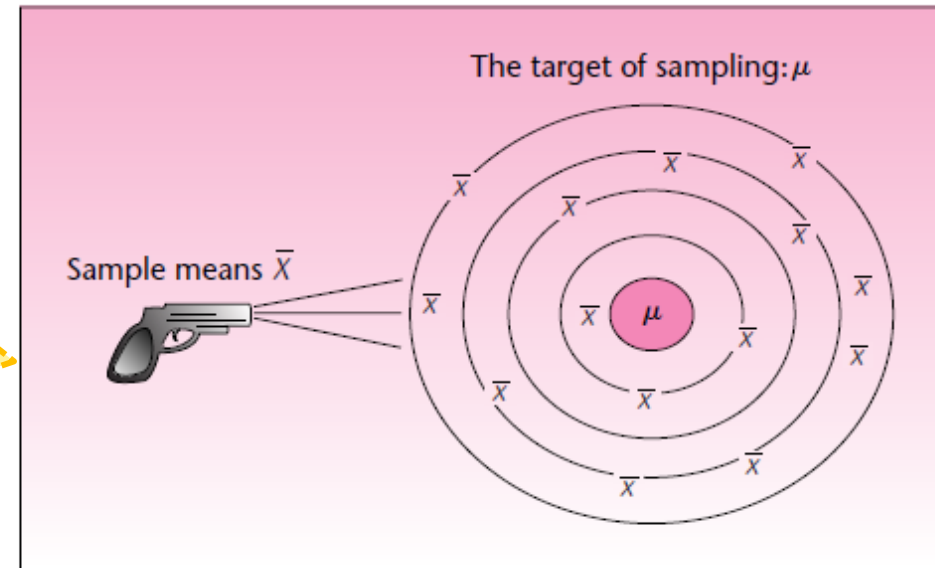 The target of sampling: μ
X̄
X̄
X̄
X̄
X̄
Sample means X̄
X̄
X̄
X̄ μ
X̄
X̄
X̄
X̄
X̄
X̄